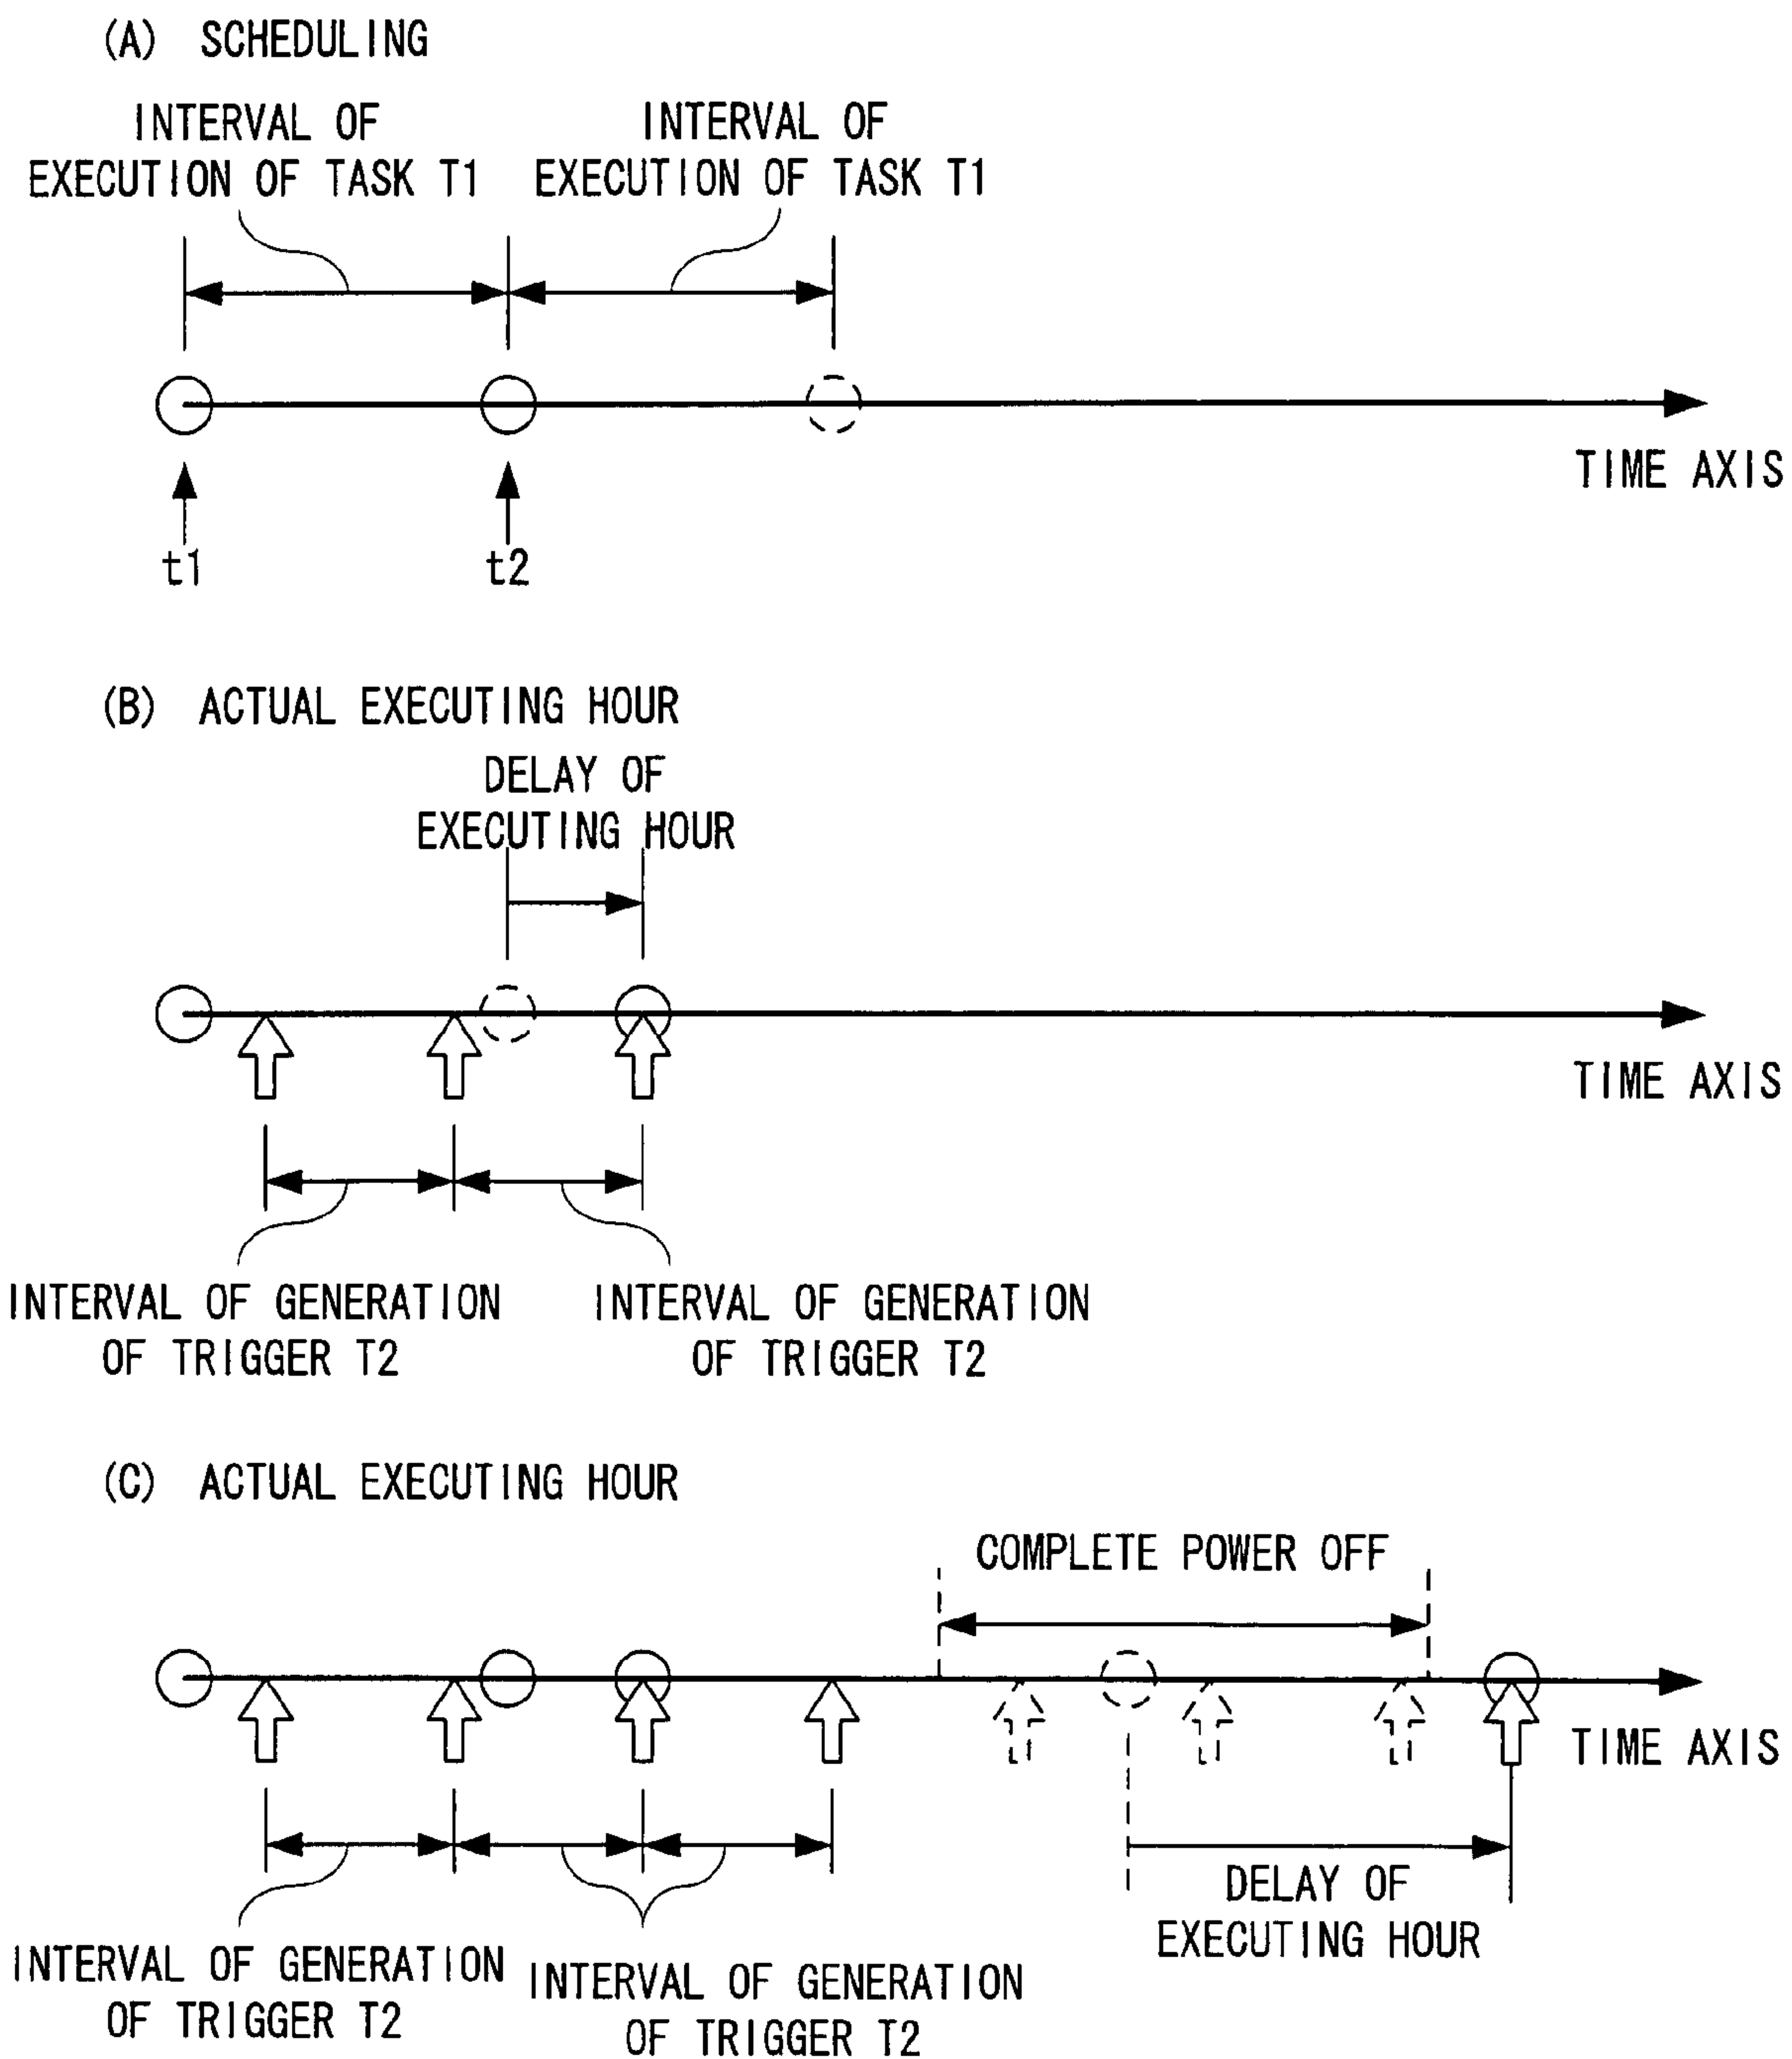 (A) SCHEDULING
INTERVAL OF
EXECUTION OF TASK T1
INTERVAL OF
EXECUTION OF TASK T1
TIME AXIS
t1
t2
(B) ACTUAL EXECUTING HOUR
DELAY OF
EXECUTING HOUR
TIME AXIS
INTERVAL OF GENERATION
OF TRIGGER T2
INTERVAL OF GENERATION
OF TRIGGER T2
(C) ACTUAL EXECUTING HOUR
COMPLETE POWER OFF
TIME AXIS
DELAY OF
EXECUTING HOUR
INTERVAL OF GENERATION
OF TRIGGER T2
INTERVAL OF GENERATION
OF TRIGGER T2